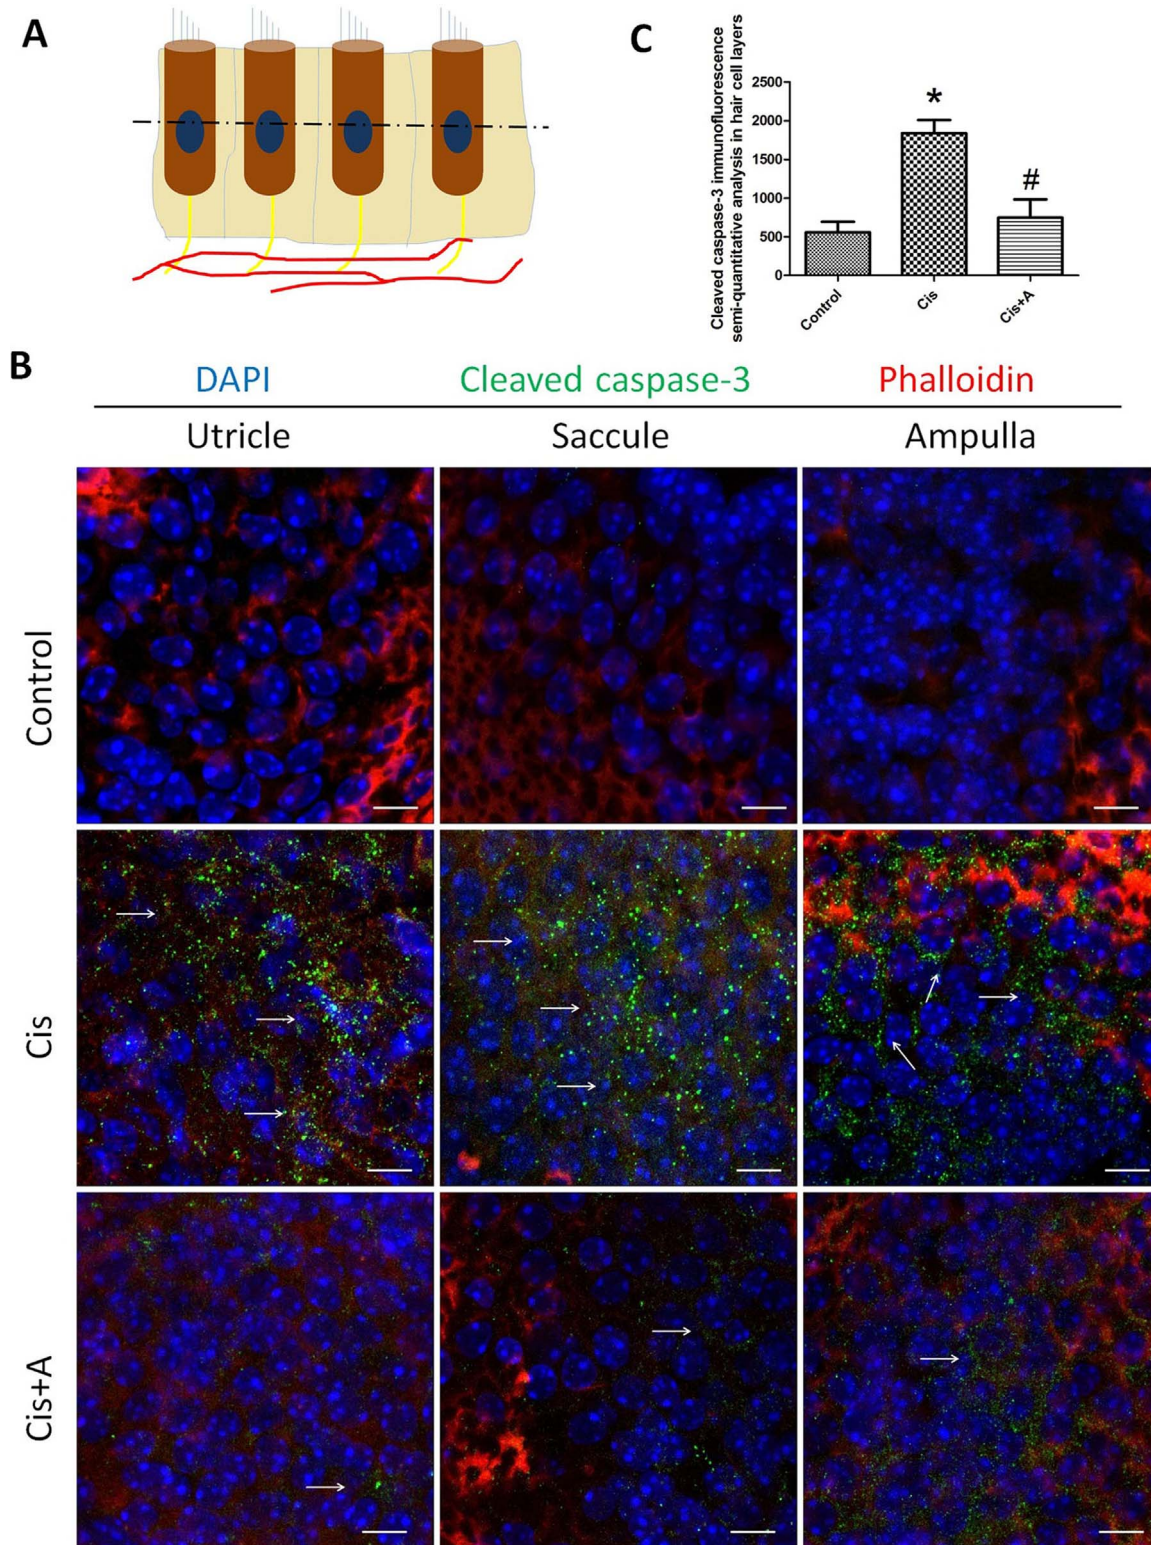 A
C
Cleaved caspase-3 immunofluorescence
semi-quantitative analysis in hair cell layers
2500
2000
1500
1000
500
0
*
#
Control
Cis
Cis+A
B
DAPI Cleaved caspase-3 Phalloidin
Utricle Saccule Ampulla
Control
Cis
Cis+A